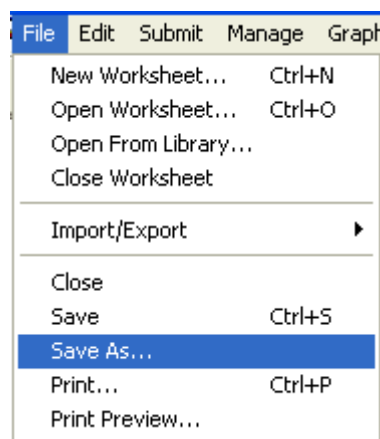 File Edit Submit Manage Graph
New Worksheet... Ctrl+N
Open Worksheet... Ctrl+O
Open From Library...
Close Worksheet
Import/Export
Close
Save Ctrl+S
Save As...
Print... Ctrl+P
Print Preview...